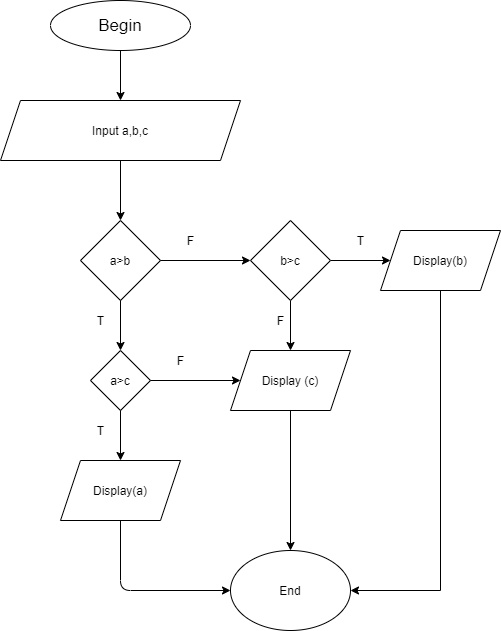 Begin
Input a,b,c
a>b
F
b>c
T
Display(b)
T
F
a>c
F
Display (c)
T
Display(a)
End